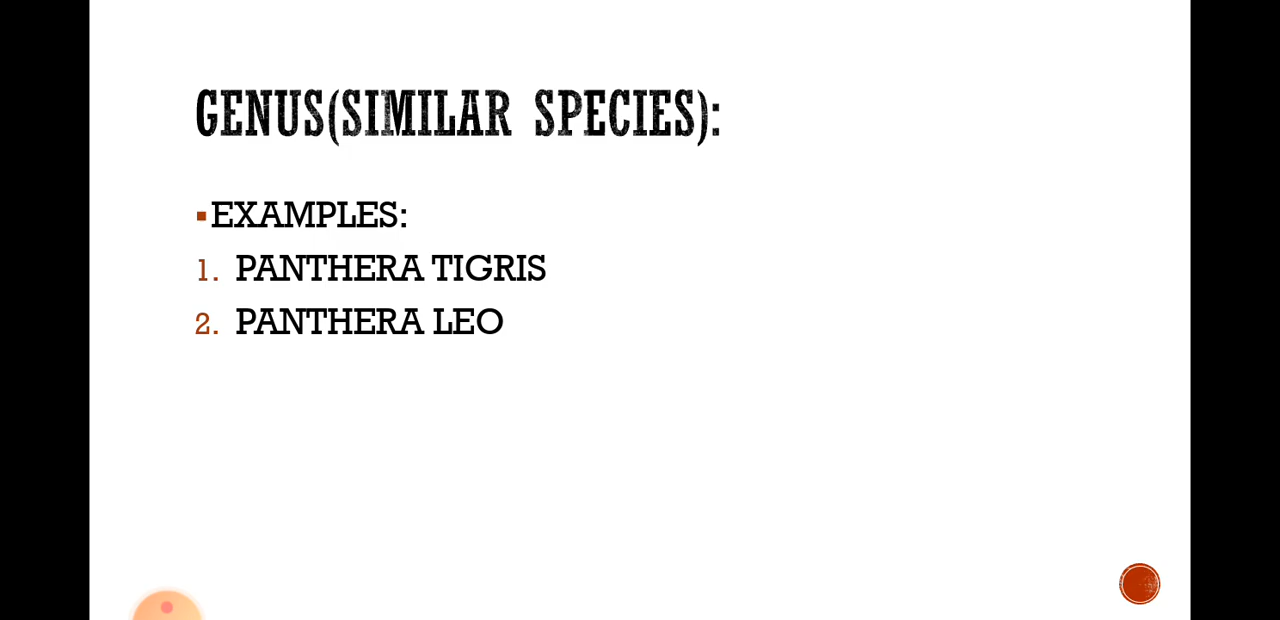 GENUS(SIMILAR SPECIES):
EXAMPLES:
1. PANTHERA TIGRIS
2. PANTHERA LEO